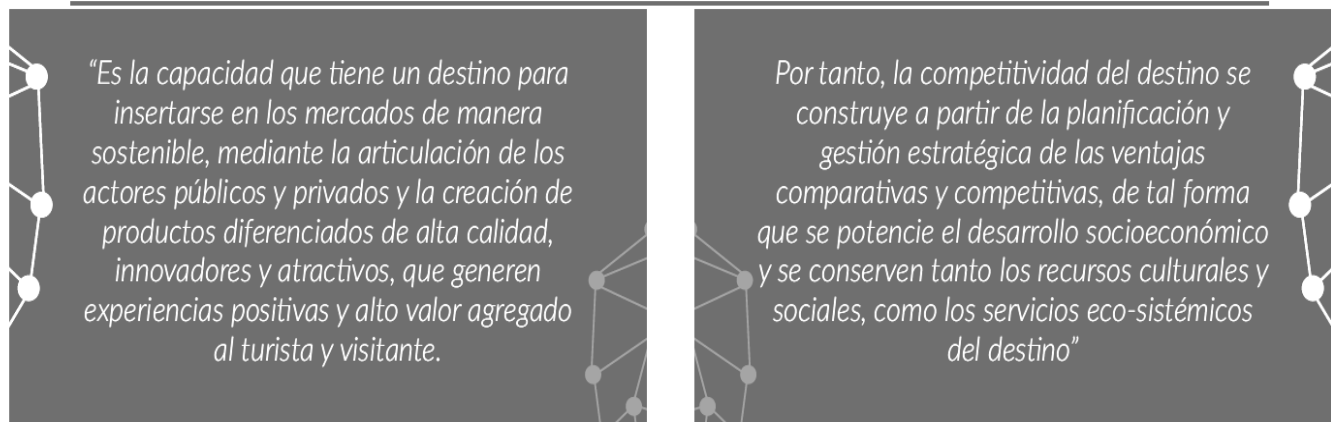 “Es la capacidad que tiene un destino para
insertarse en los mercados de manera
sostenible, mediante la articulación de los
actores públicos y privados y la creación de
productos diferenciados de alta calidad,
innovadores y atractivos, que generen
experiencias positivas y alto valor agregado
al turista y visitante.
Por tanto, la competitividad del destino se
construye a partir de la planificación y
gestión estratégica de las ventajas
comparativas y competitivas, de tal forma
que se potencie el desarrollo socioeconómico
y se conserven tanto los recursos culturales y
sociales, como los servicios eco-sistémicos
del destino”